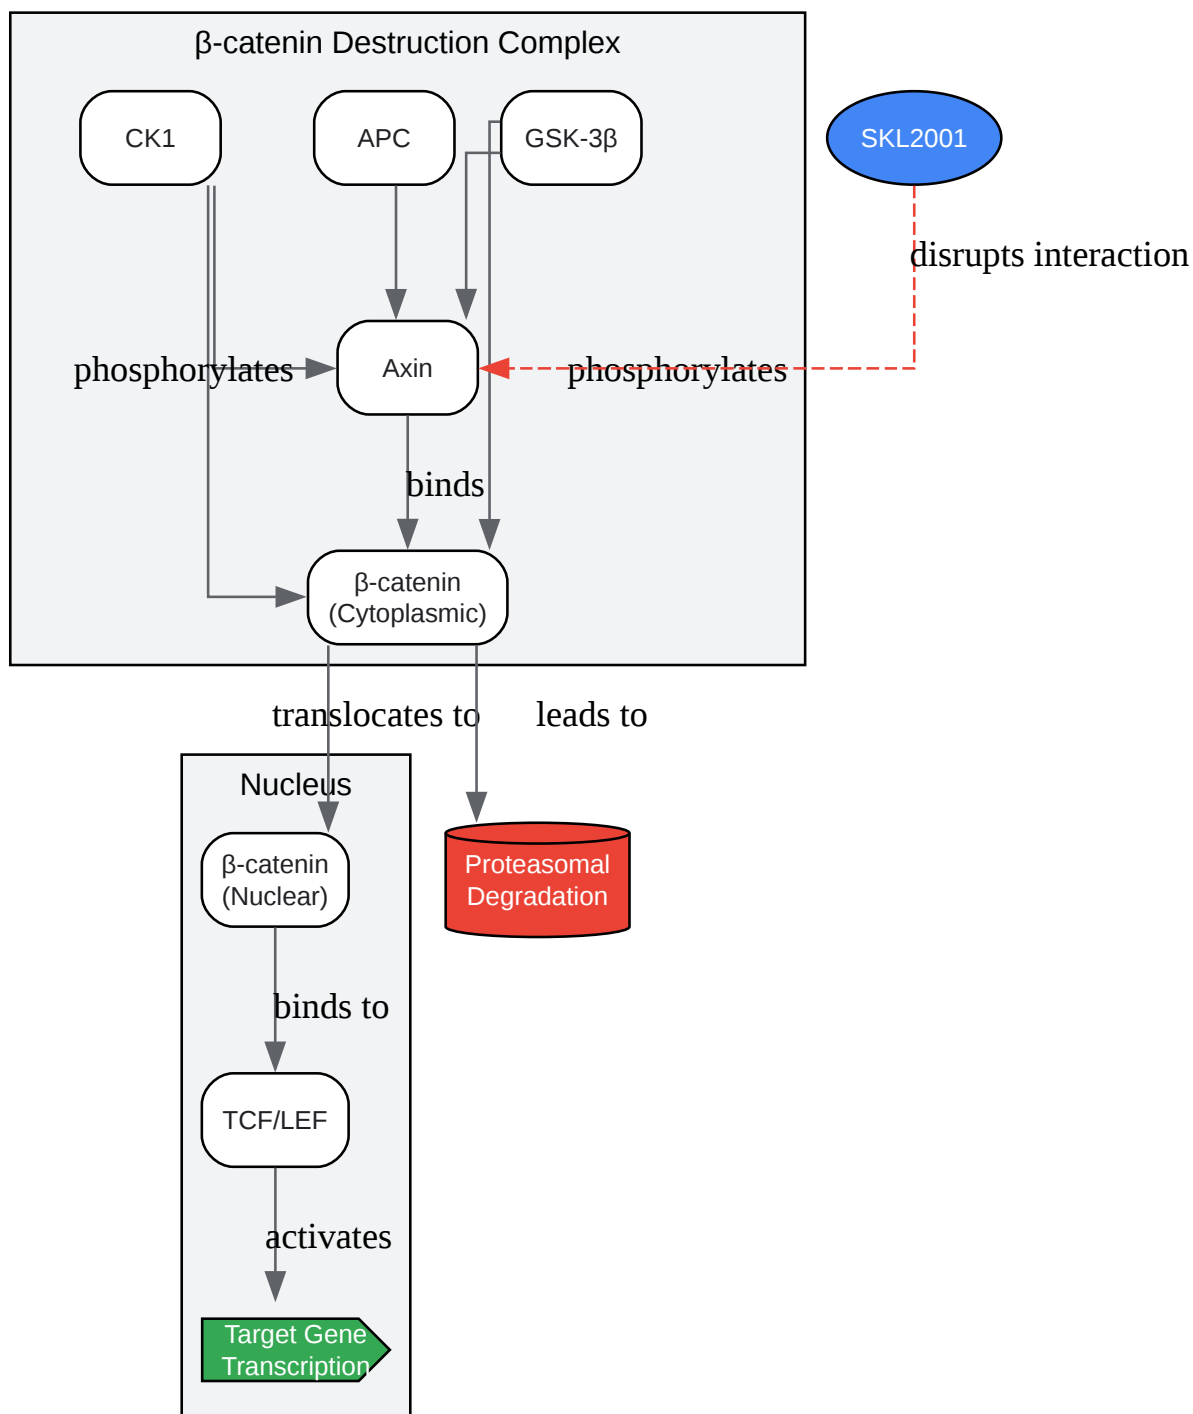 β-catenin Destruction Complex
CK1
APC
GSK-3β
SKL2001
disrupts interaction
phosphorylates
Axin
phosphorylates
binds
β-catenin
(Cytoplasmic)
translocates to
leads to
Nucleus
β-catenin
(Nuclear)
Proteasomal
Degradation
binds to
TCF/LEF
activates
Target Gene
Transcription